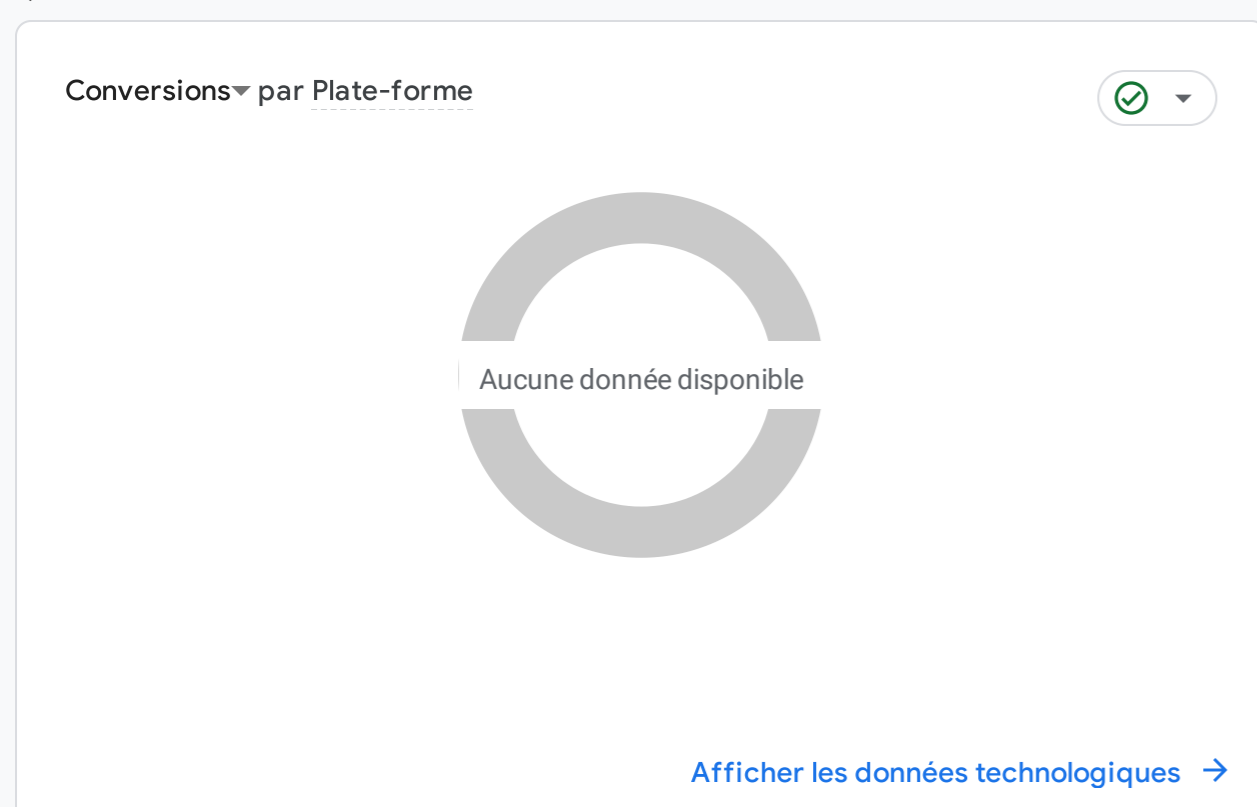 Conversions par Plate-forme
Aucune donnée disponible
Afficher les données technologiques